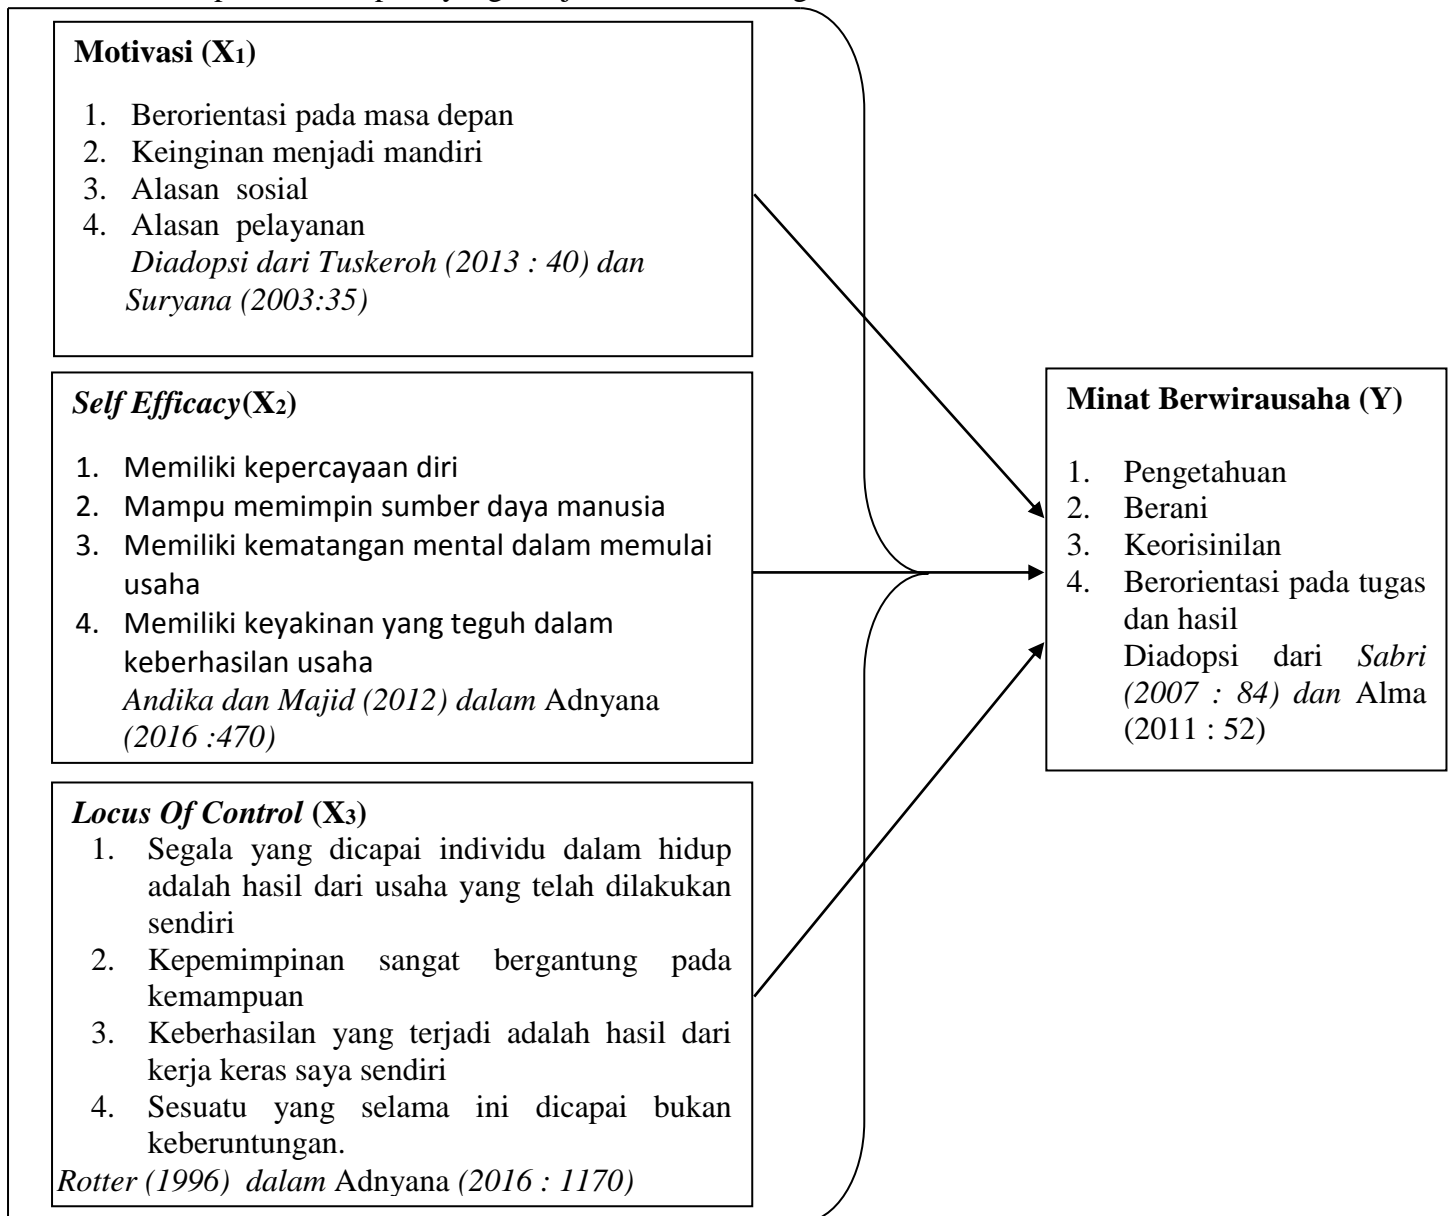 Motivasi (X1)
1. Berorientasi pada masa depan
2. Keinginan menjadi mandiri
3. Alasan sosial
4. Alasan pelayanan
Diadopsi dari Tuskeroh (2013 : 40) dan
Suryana (2003:35)
Self Efficacy(X2)
1. Memiliki kepercayaan diri
2. Mampu memimpin sumber daya manusia
3. Memiliki kematangan mental dalam memulai
usaha
4. Memiliki keyakinan yang teguh dalam
keberhasilan usaha
Andika dan Majid (2012) dalam Adnyana
(2016 :470)
Locus Of Control (X3)
1. Segala yang dicapai individu dalam hidup
adalah hasil dari usaha yang telah dilakukan
sendiri
2. Kepemimpinan sangat bergantung pada
kemampuan
3. Keberhasilan yang terjadi adalah hasil dari
kerja keras saya sendiri
4. Sesuatu yang selama ini dicapai bukan
keberuntungan.
Rotter (1996) dalam Adnyana (2016 : 1170)
Minat Berwirausaha (Y)
1. Pengetahuan
2. Berani
3. Keorisinilan
4. Berorientasi pada tugas
dan hasil
Diadopsi dari Sabri
(2007 : 84) dan Alma
(2011 : 52)